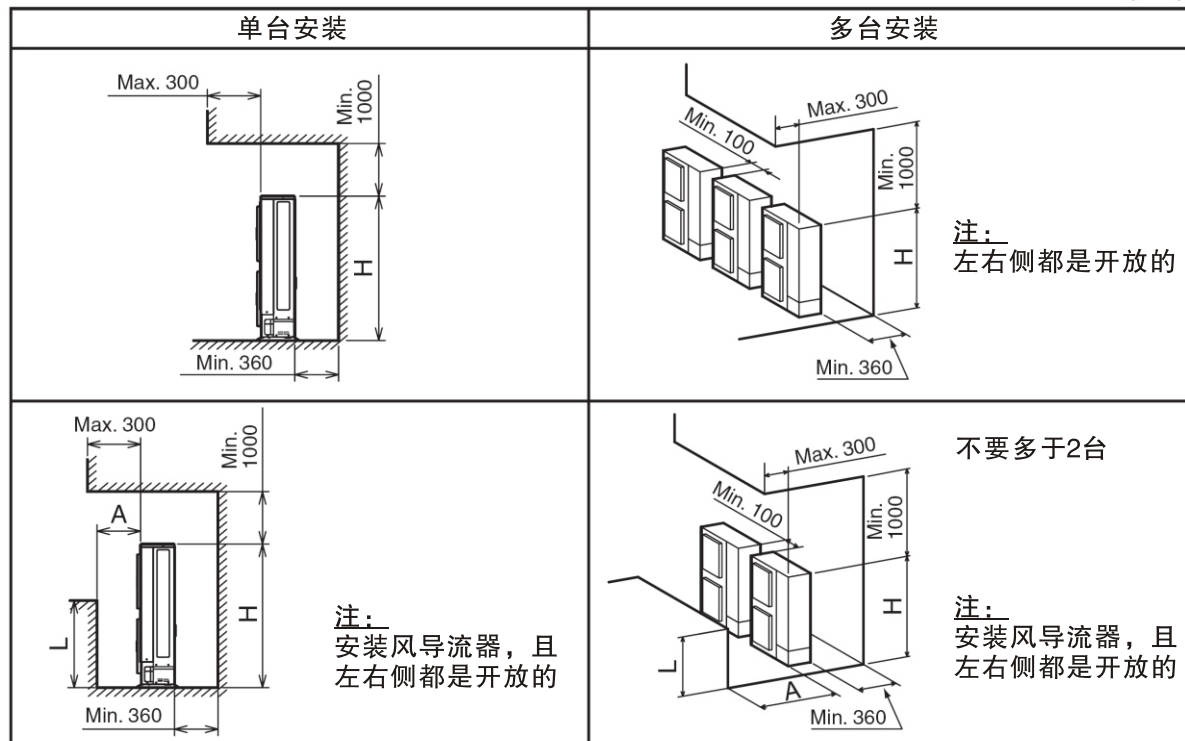 单台安装
多台安装
Max. 300
Min.
1000
H
Min. 360
Max. 300
Min. 100
Min.
1000
H
Min. 360
注：
左右侧都是开放的
Max. 300
Min.
1000
A
H
L
Min. 360
注：
安装风导流器，且
左右侧都是开放的
不要多于2台
Max. 300
Min. 100
Min.
1000
H
L
A
Min. 360
注：
安装风导流器，且
左右侧都是开放的